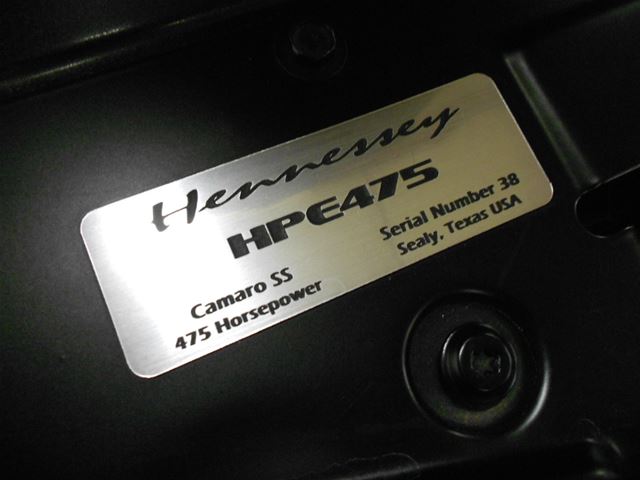 Hennessey
HPE475
Camaro SS
475 Horsepower
Serial Number 38
Sealy, Texas USA